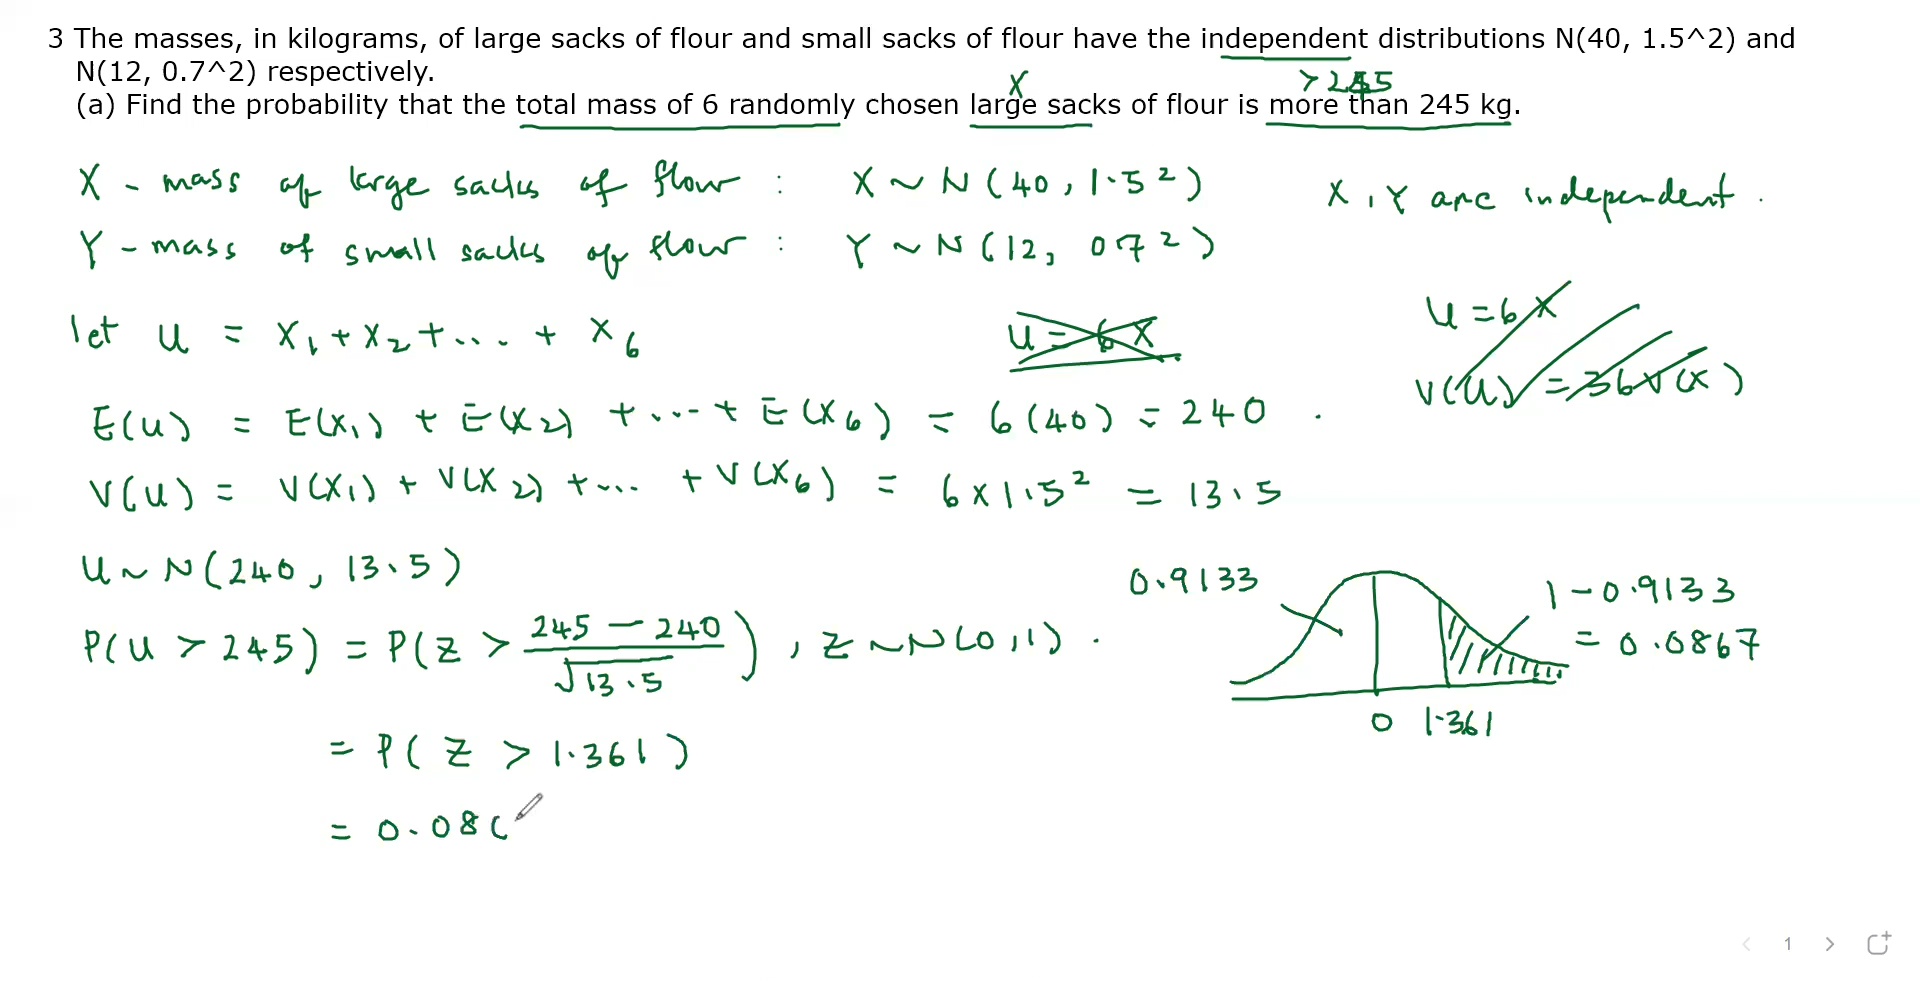 3 The masses, in kilograms, of large sacks of flour and small sacks of flour have the independent distributions N(40, 1.5^2) and
N(12, 0.7^2) respectively.
X > 245
(a) Find the probability that the total mass of 6 randomly chosen large sacks of flour is more than 245 kg.
X - mass of large sacks of flour : X ~ N(40, 1.5²) X, Y are independent.
Y - mass of small sacks of flour : Y ~ N(12, 0.7²)
let U = X₁ + X₂ + ... + X₆ U = 6X U = 6X
V(U) = 36V(X)
E(U) = E(X₁) + E(X₂) + ... + E(X₆) = 6(40) = 240.
V(U) = V(X₁) + V(X₂) + ... + V(X₆) = 6 x 1.5² = 13.5
U ~ N(240, 13.5) 0.9133 1 - 0.9133
P(U > 245) = P(Z > (245 - 240)/√13.5), Z ~ N(0,1). = 0.0867
0 1.361
= P(Z > 1.361)
= 0.08
1